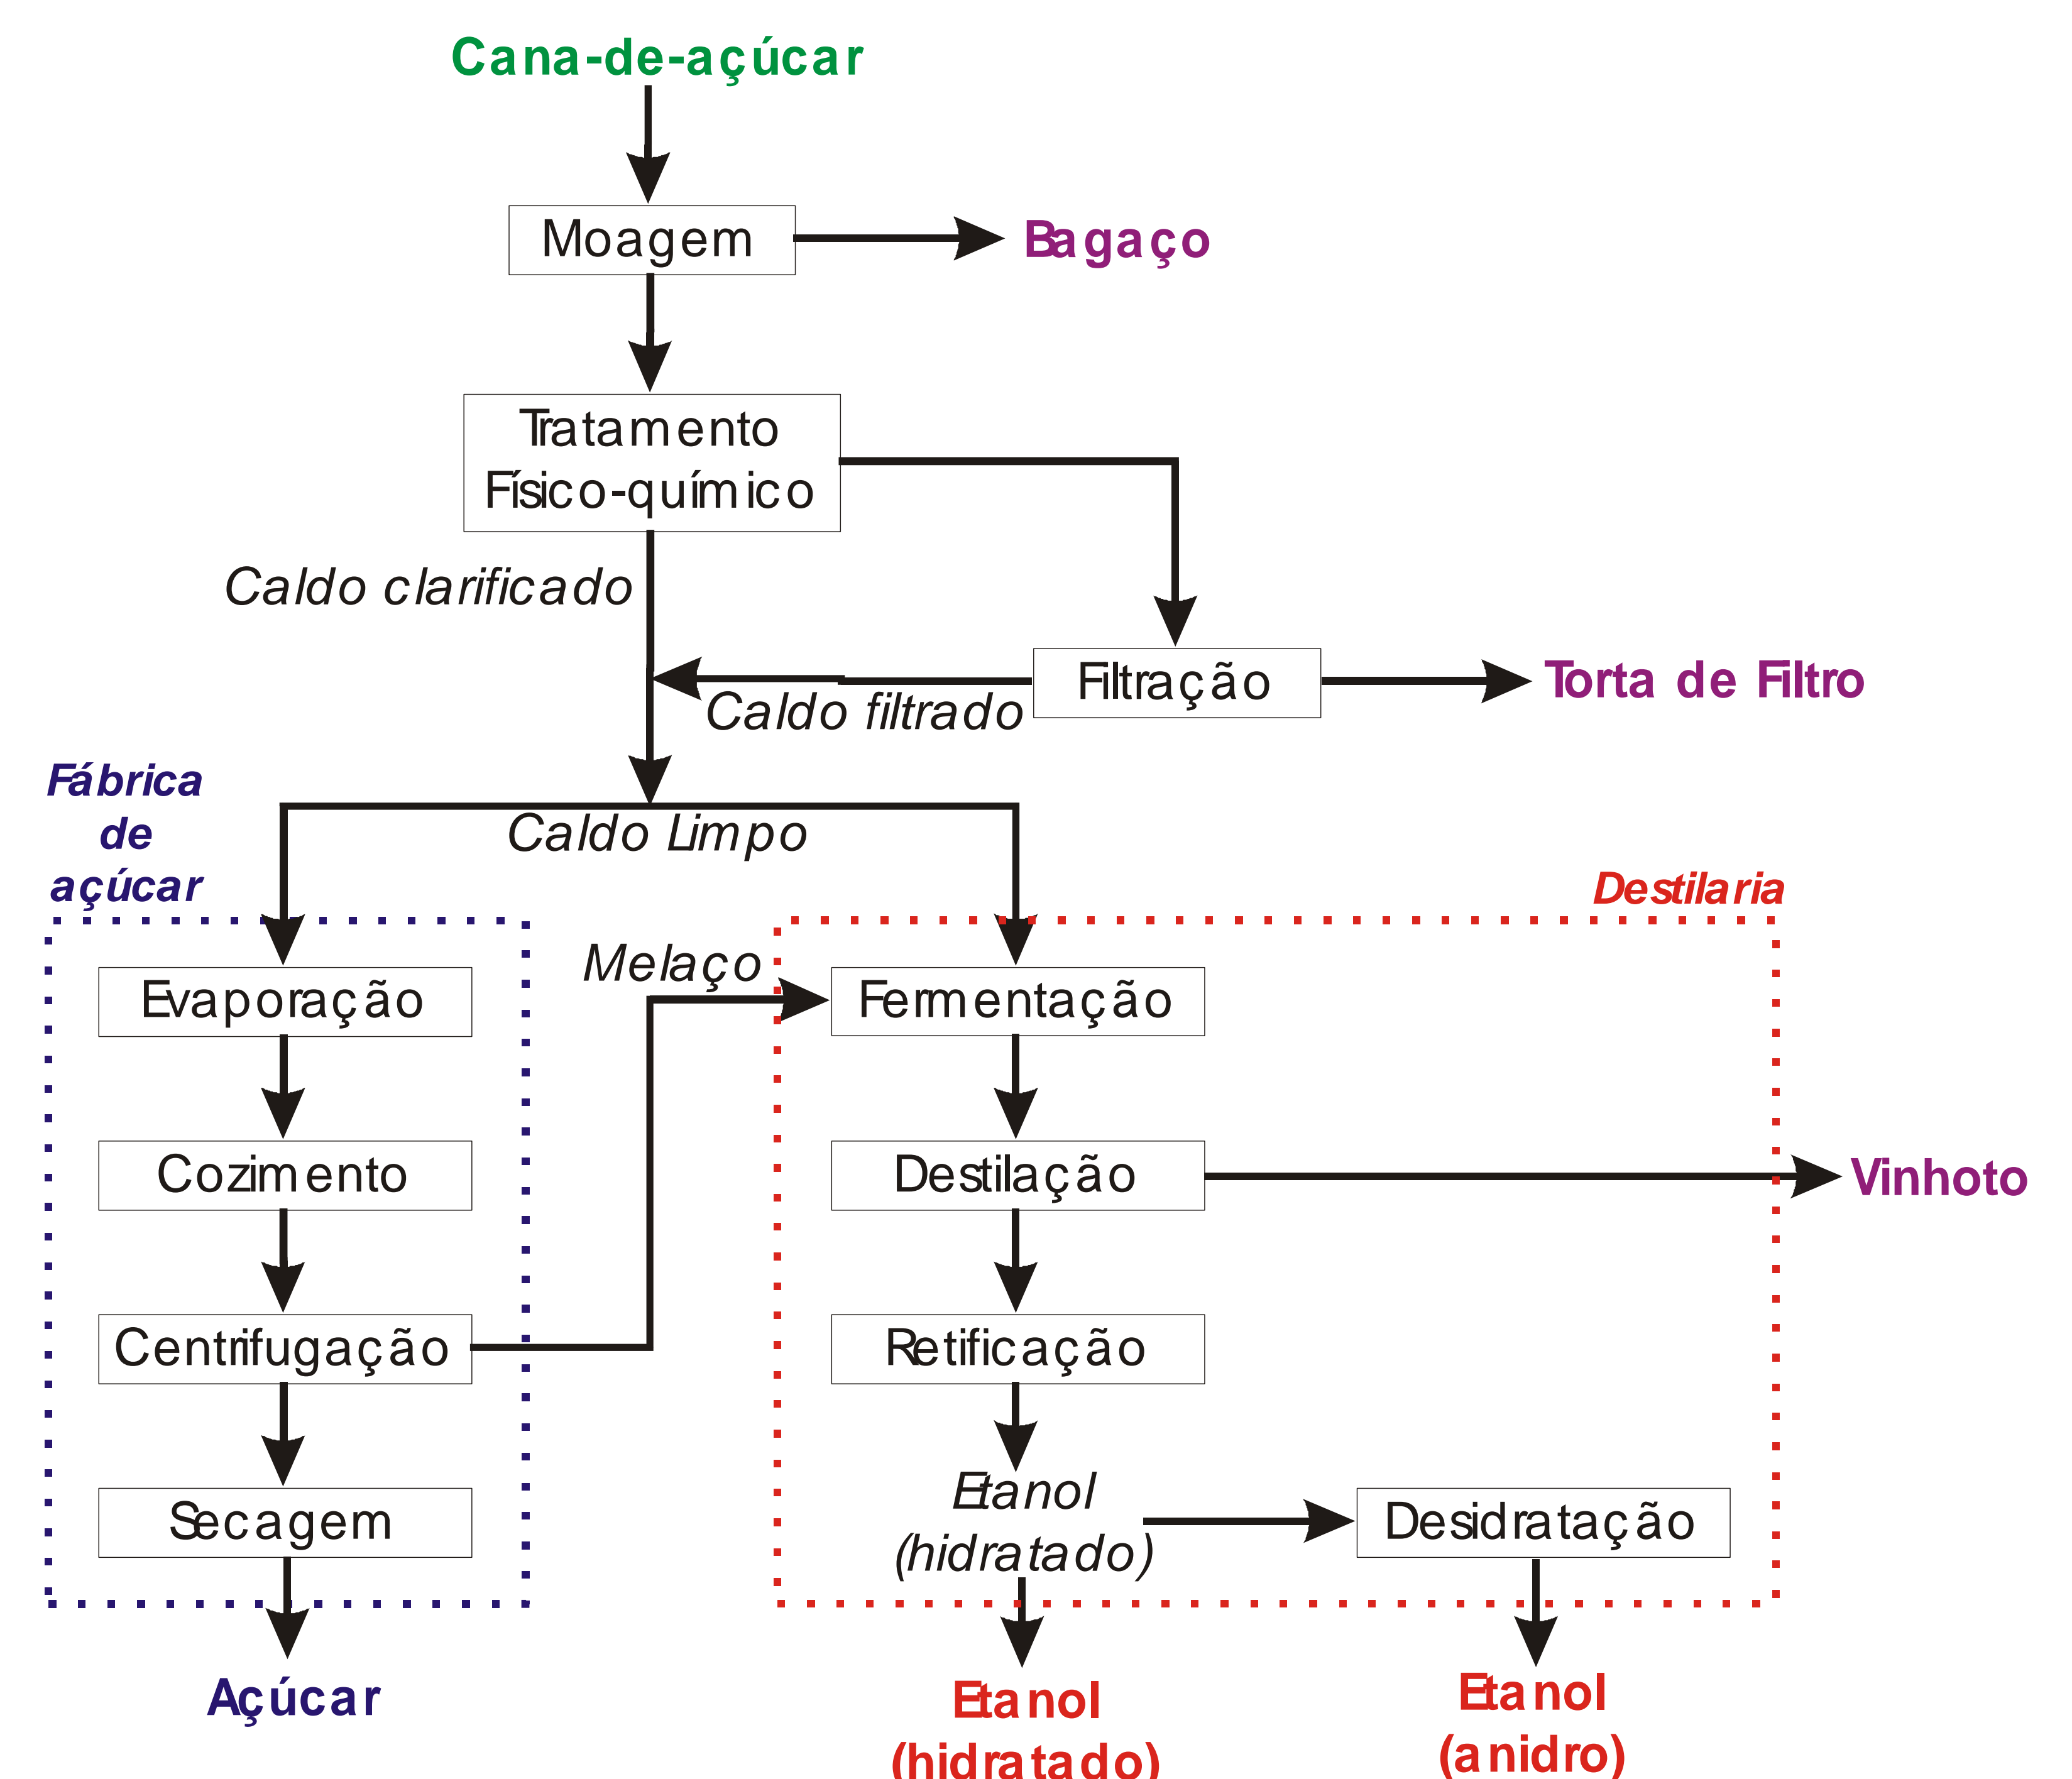 Cana-de-açúcar
Moagem
Bagaço
Tratamento
Físico-químico
Caldo clarificado
Filtração
Torta de Filtro
Caldo filtrado
Fábrica
de
açúcar
Caldo Limpo
Destilaria
Melaço
Evaporação
Fermentação
Cozimento
Destilação
Vinhoto
Centrifugação
Retificação
Secagem
Etanol
(hidratado)
Desidratação
Açúcar
Etanol
(hidratado)
Etanol
(anidro)